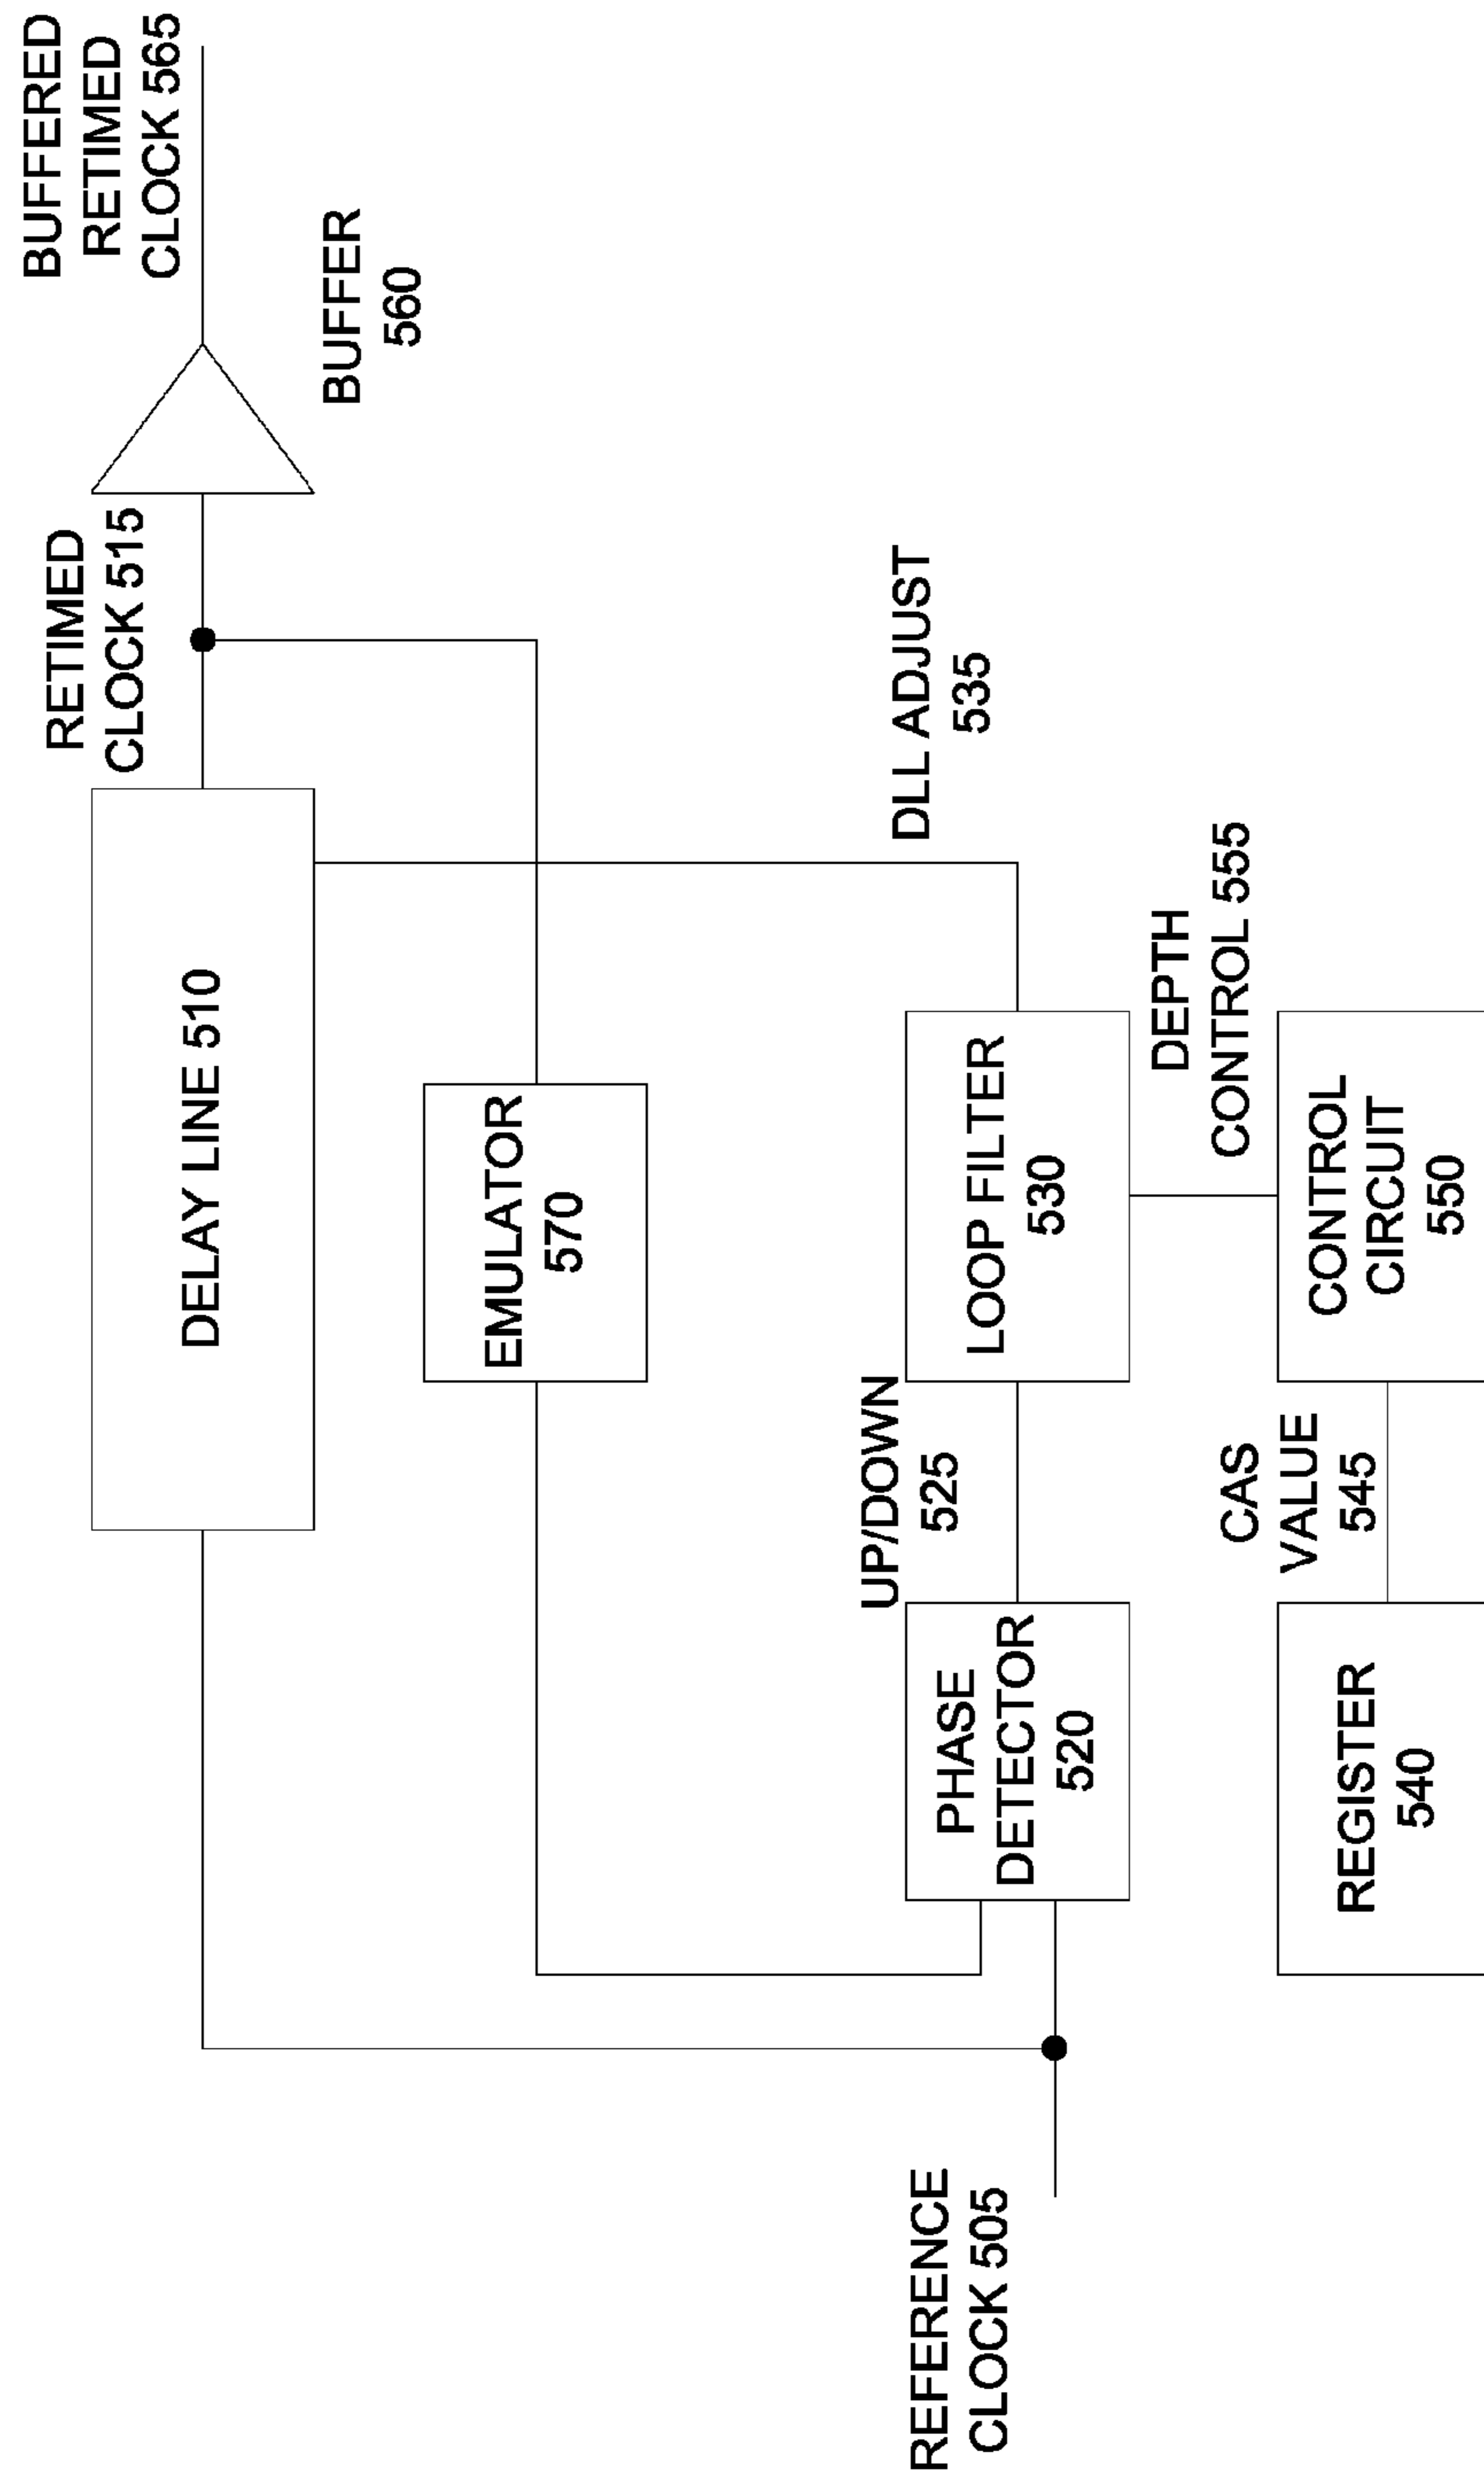 BUFFERED
RETIMED
CLOCK 565
RETIMED
CLOCK 515
DELAY LINE 510
BUFFER
560
EMULATOR
570
UP/DOWN
525
DLL ADJUST
535
REFERENCE
CLOCK 505
PHASE
DETECTOR
520
LOOP FILTER
530
DEPTH
CONTROL 555
CAS
VALUE
545
REGISTER
540
CONTROL
CIRCUIT
550